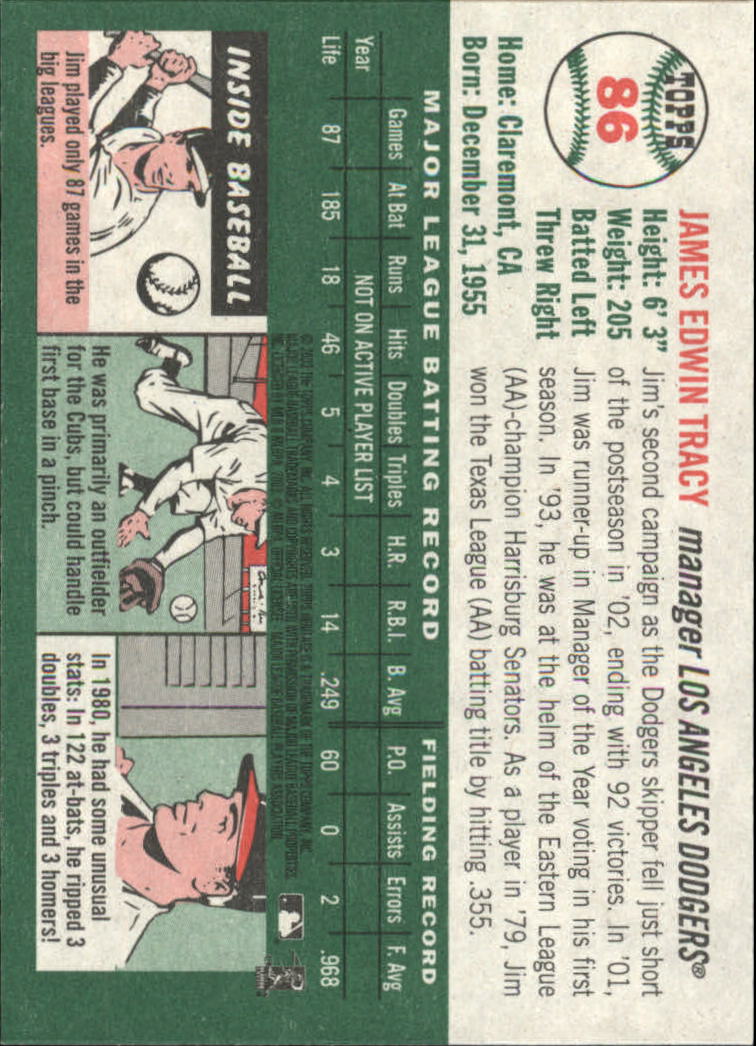 TOPPS
86
JAMES EDWIN TRACY manager LOS ANGELES DODGERS®
Height: 6' 3"
Weight: 205
Batted Left
Threw Right
Home: Claremont, CA
Born: December 31, 1955
Jim's second campaign as the Dodgers skipper fell just short
of the postseason in '02, ending with 92 victories. In '01,
Jim was runner-up in Manager of the Year voting in his first
season. In '93, he was at the helm of the Eastern League
(AA)-champion Harrisburg Senators. As a player in '79, Jim
won the Texas League (AA) batting title by hitting .355.
MAJOR LEAGUE BATTING RECORD FIELDING RECORD
Year Games At Bat Runs Hits Doubles Triples H.R. R.B.I. B. Avg P.O. Assists Errors F. Avg
NOT ON ACTIVE PLAYER LIST
Life 87 185 18 46 5 4 3 14 .249 60 0 2 .968
INSIDE BASEBALL
Jim played only 87 games in the
big leagues.
He was primarily an outfielder
for the Cubs, but could handle
first base in a pinch.
In 1980, he had some unusual
stats: In 122 at-bats, he ripped 3
doubles, 3 triples and 3 homers!